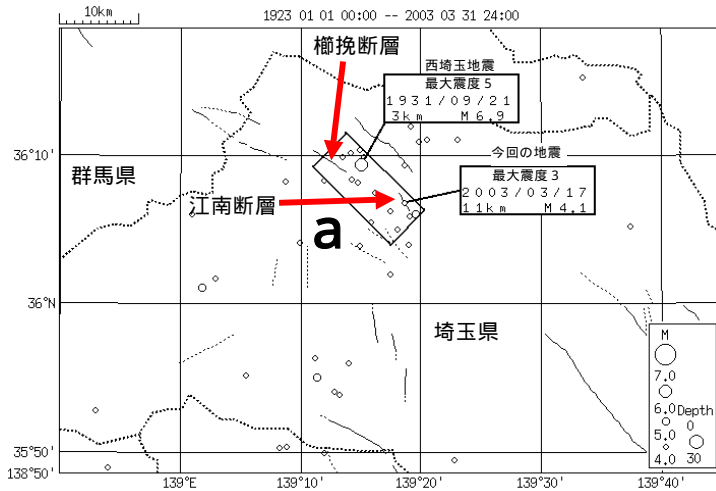 10km
1923 01 01 00:00 -- 2003 03 31 24:00
櫛挽断層
西埼玉地震
最大震度5
1931/09/21
3km M6.9
36°10'
群馬県
今回の地震
最大震度3
2003/03/17
11km M4.1
江南断層
a
36°N
埼玉県
M
7.0
6.0
5.0
4.0
Depth
0
30
35°50'
138°50'
139°E
139°10'
139°20'
139°30'
139°40'